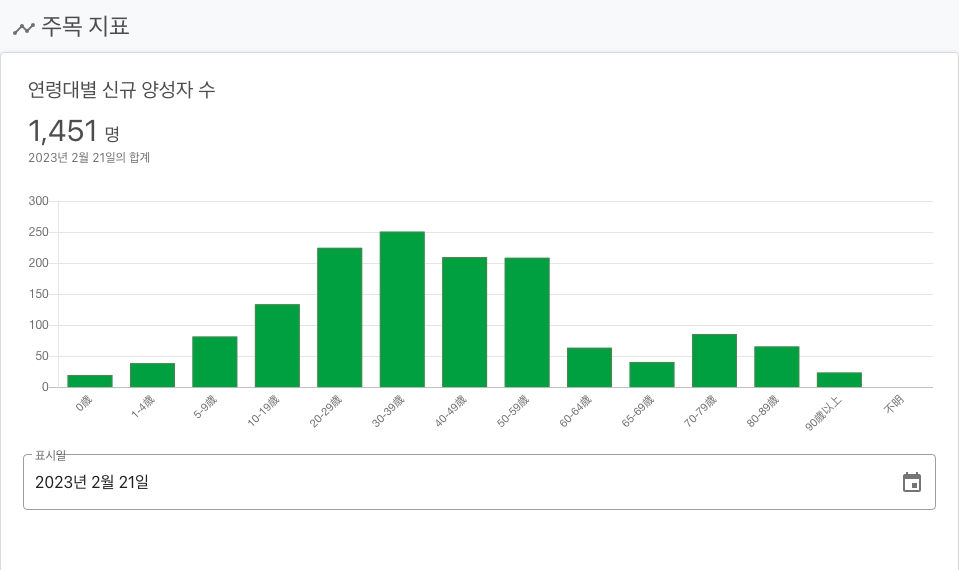 주목 지표
연령대별 신규 양성자 수
1,451 명
2023년 2월 21일의 합계
300
250
200
150
100
50
0
0歳
1-4歳
5-9歳
10-19歳
20-29歳
30-39歳
40-49歳
50-59歳
60-64歳
65-69歳
70-79歳
80-89歳
90歳以上
不明
표시일
2023년 2월 21일